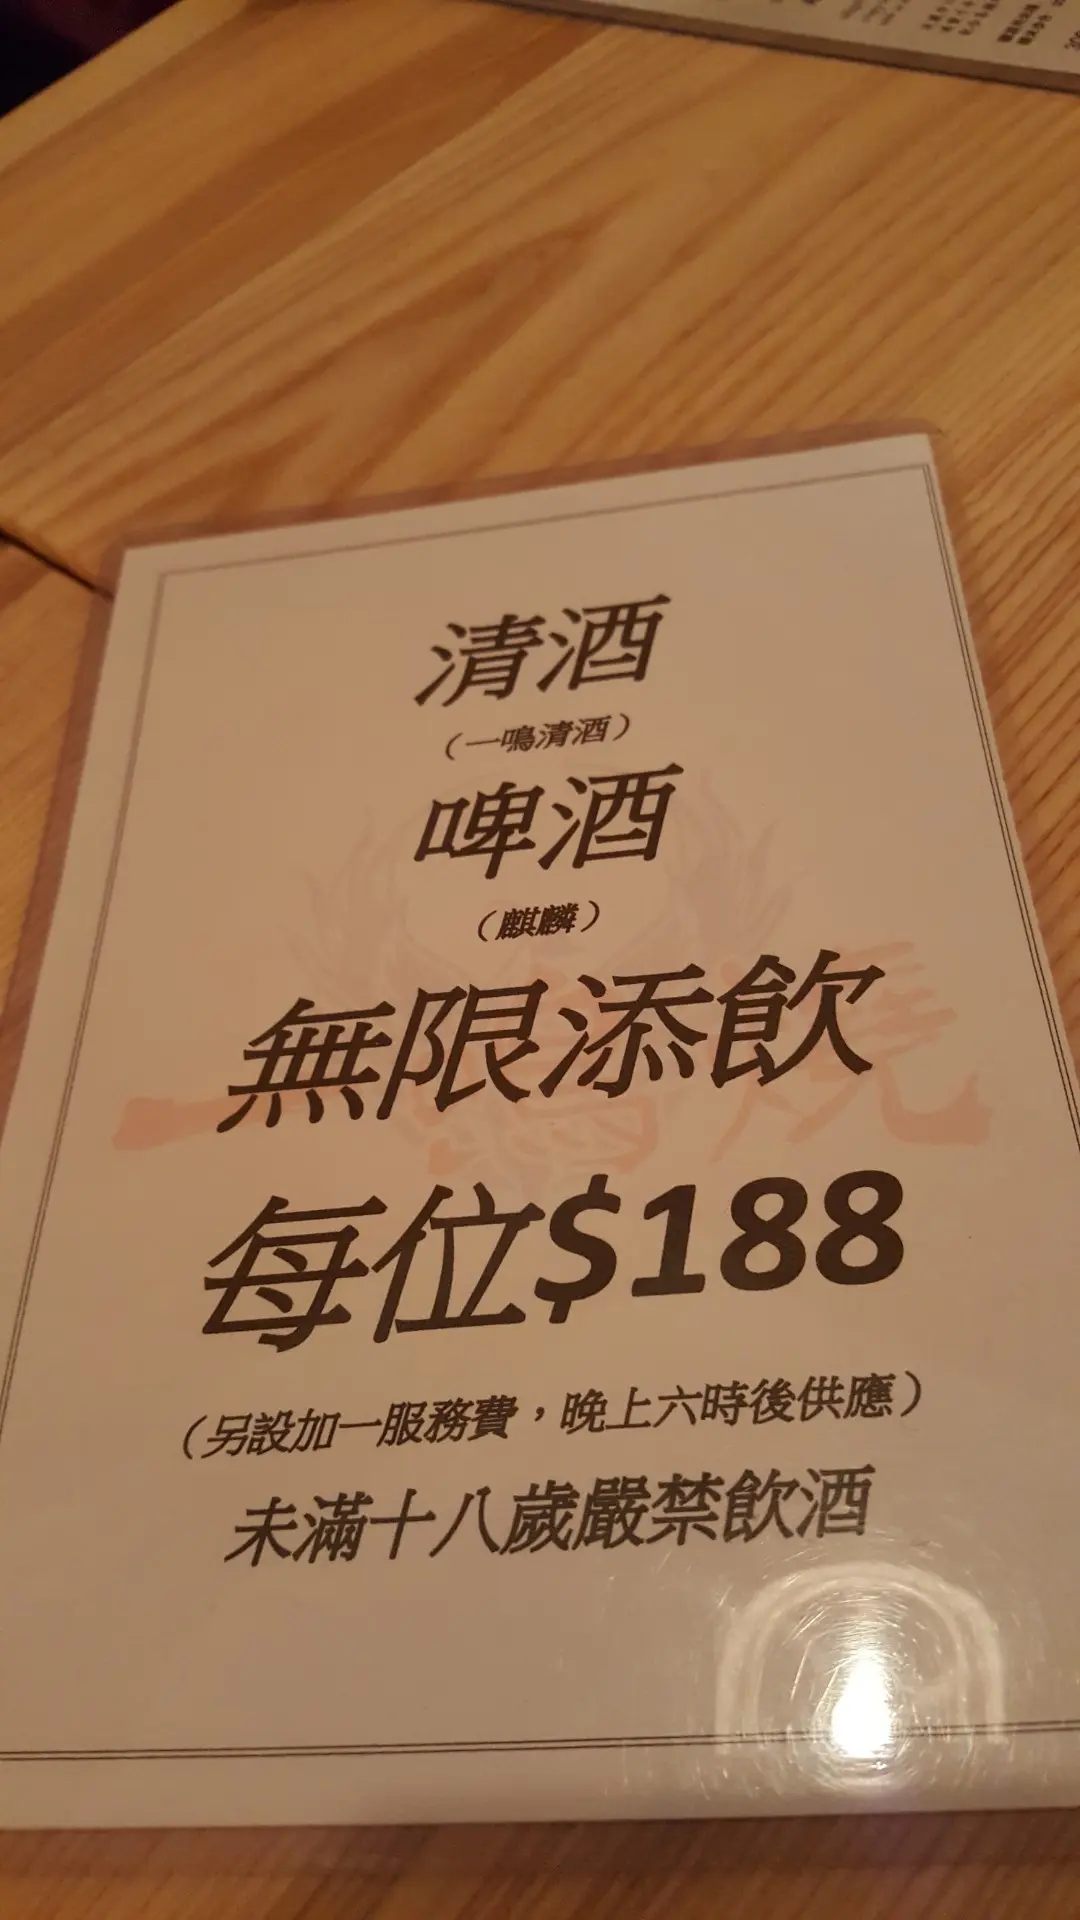 清酒
（一鳴清酒）
啤酒
（麒麟）
無限添飲
每位$188
（另設加一服務費，晚上六時後供應）
未滿十八歲嚴禁飲酒